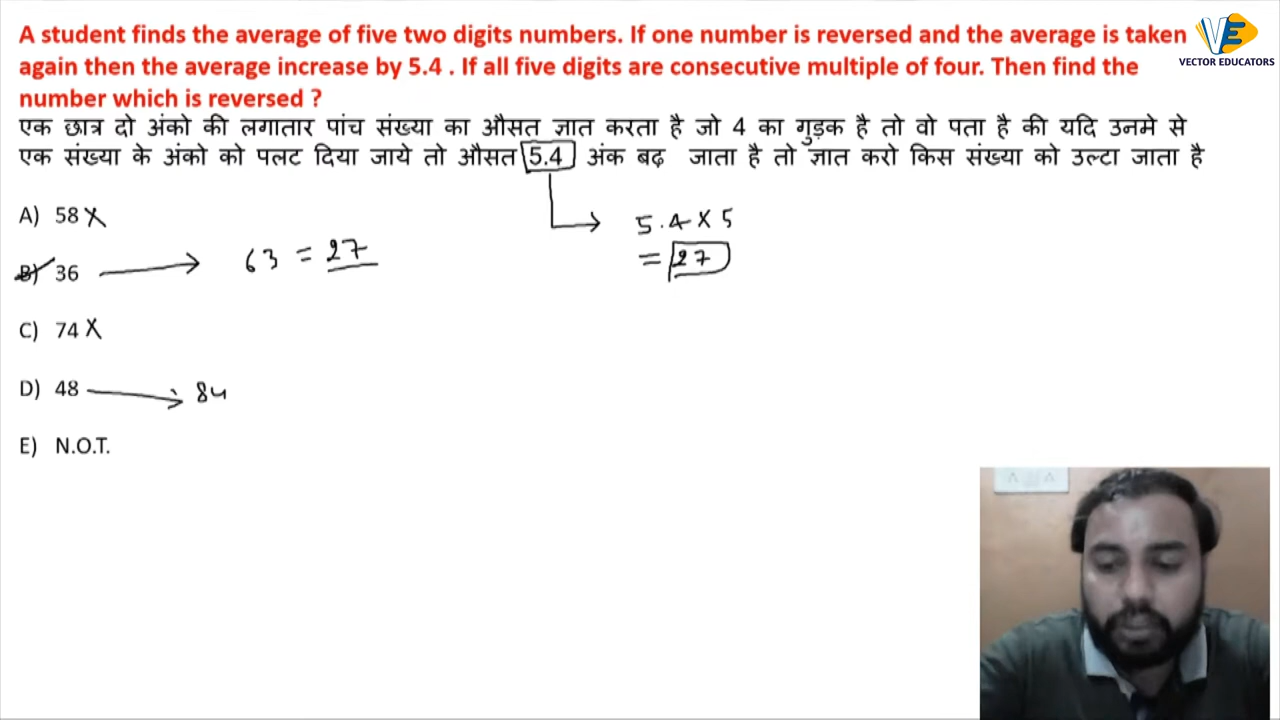 A student finds the average of five two digits numbers. If one number is reversed and the average is taken
again then the average increase by 5.4 . If all five digits are consecutive multiple of four. Then find the
number which is reversed ?
VE
VECTOR EDUCATORS
एक छात्र दो अंको की लगातार पांच संख्या का औसत ज्ञात करता है जो 4 का गुड़क है तो वो पता है की यदि उनमे से
एक संख्या के अंको को पलट दिया जाये तो औसत 5.4 अंक बढ़ जाता है तो ज्ञात करो किस संख्या को उल्टा जाता है
A) 58 X
5.4 X 5
= 27
B) 36
63 = 27
C) 74 X
D) 48
84
E) N.O.T.